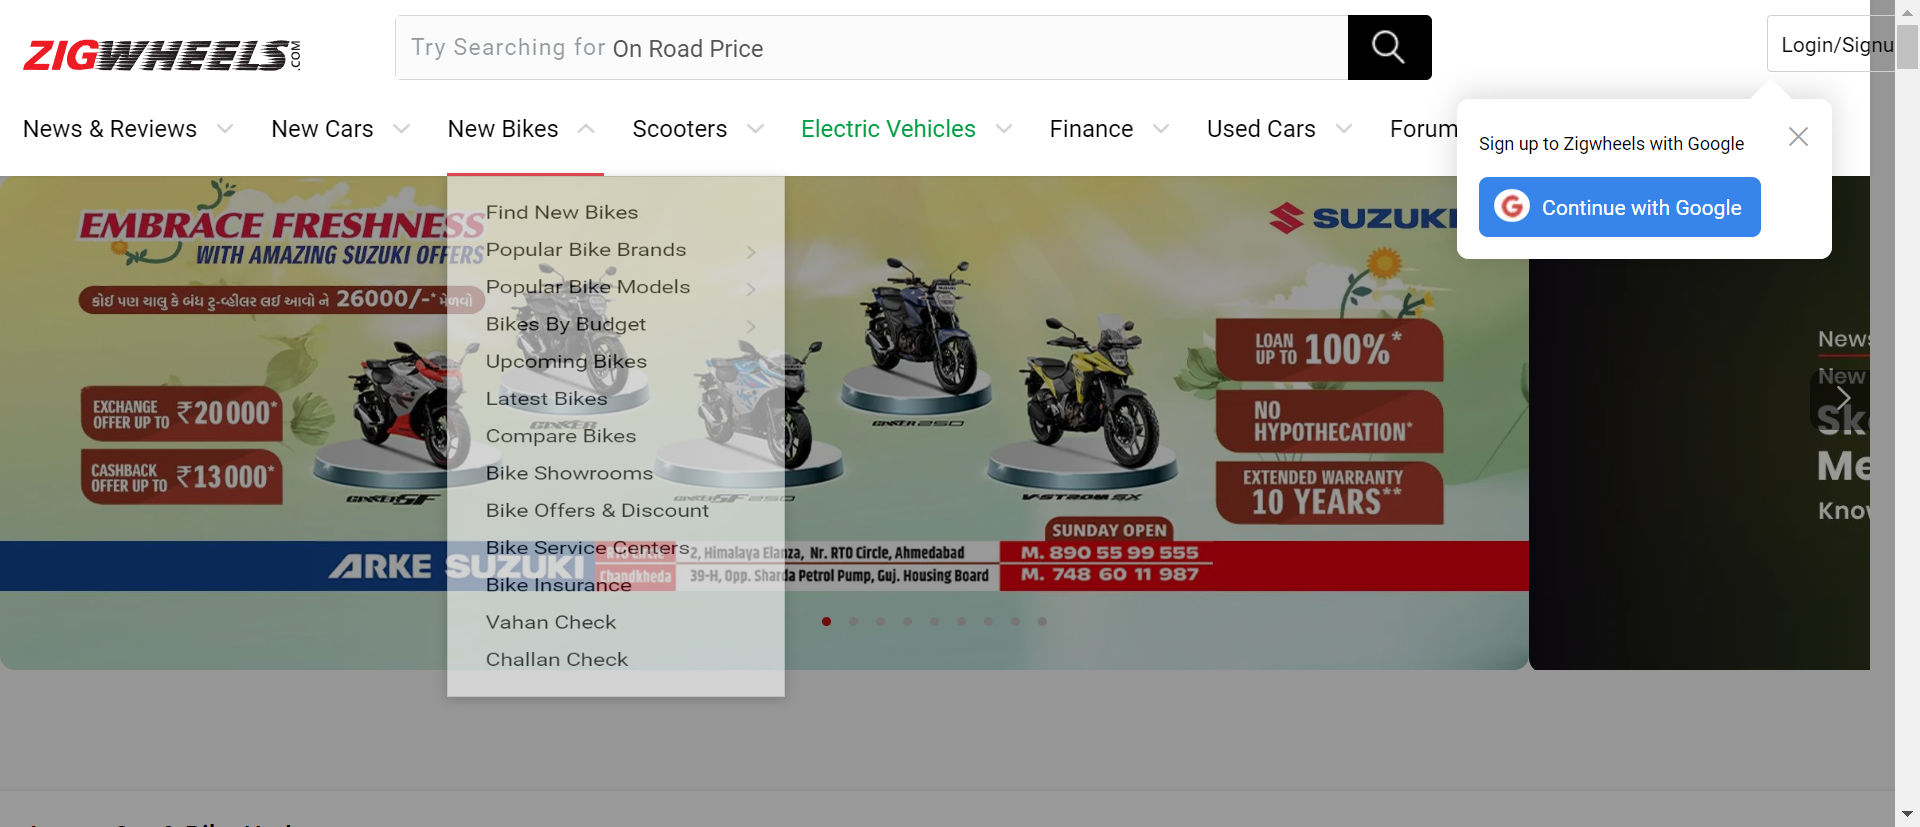 ZIGWHEELS.COM
Try Searching for On Road Price
Login/Signu
News & Reviews
New Cars
New Bikes
Scooters
Electric Vehicles
Finance
Used Cars
Forum
Sign up to Zigwheels with Google
Continue with Google
Find New Bikes
Popular Bike Brands
Popular Bike Models
Bikes By Budget
Upcoming Bikes
Latest Bikes
Compare Bikes
Bike Showrooms
Bike Offers & Discount
Bike Service Centers
Bike Insurance
Vahan Check
Challan Check
EMBRACE FRESHNESS
WITH AMAZING SUZUKI OFFERS
કોઈ પણ ચાલુ કે બંધ ટુ-વ્હીલર લઈ આવો ને 26000/-* મેળવો
EXCHANGE
OFFER UP TO ₹20 000*
CASHBACK
OFFER UP TO ₹13 000*
SUZUKI
LOAN
UP TO 100%*
NO
HYPOTHECATION*
EXTENDED WARRANTY
10 YEARS**
GIXXER SF
GIXXER
GIXXER SF 250
GIXXER 250
V-STROM SX
SUNDAY OPEN
ARKE SUZUKI
RTO Circle
2, Himalaya Elanza, Nr. RTO Circle, Ahmedabad
M. 890 55 99 555
Chandkheda
39-H, Opp. Sharda Petrol Pump, Guj. Housing Board
M. 748 60 11 987
News
New
Sk
Me
Know